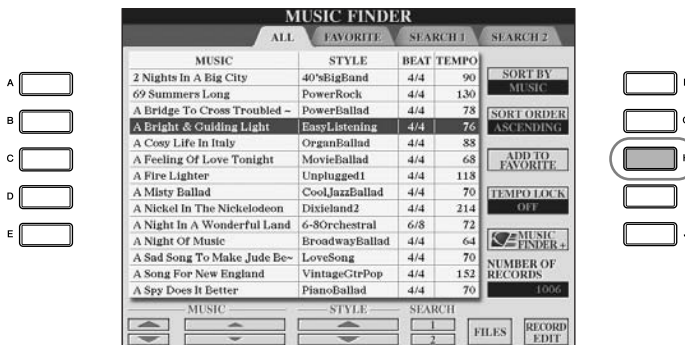 MUSIC FINDER
ALL FAVORITE SEARCH 1 SEARCH 2
MUSIC STYLE BEAT TEMPO
2 Nights In A Big City 40'sBigBand 4/4 90
69 Summers Long PowerRock 4/4 130
A Bridge To Cross Troubled ~ PowerBallad 4/4 78
A Bright & Guiding Light EasyListening 4/4 76
A Cosy Life In Italy OrganBallad 4/4 88
A Feeling Of Love Tonight MovieBallad 4/4 68
A Fire Lighter Unplugged1 4/4 118
A Misty Ballad CoolJazzBallad 4/4 70
A Nickel In The Nickelodeon Dixieland2 4/4 214
A Night In A Wonderful Land 6-8Orchestral 6/8 72
A Night Of Music BroadwayBallad 4/4 64
A Sad Song To Make Jude Be~ LoveSong 4/4 70
A Song For New England VintageGtrPop 4/4 152
A Spy Does It Better PianoBallad 4/4 70
SORT BY
MUSIC
SORT ORDER
ASCENDING
ADD TO
FAVORITE
TEMPO LOCK
OFF
MUSIC
FINDER +
NUMBER OF
RECORDS
1006
MUSIC STYLE SEARCH
1
2
FILES
RECORD
EDIT
A
B
C
D
E